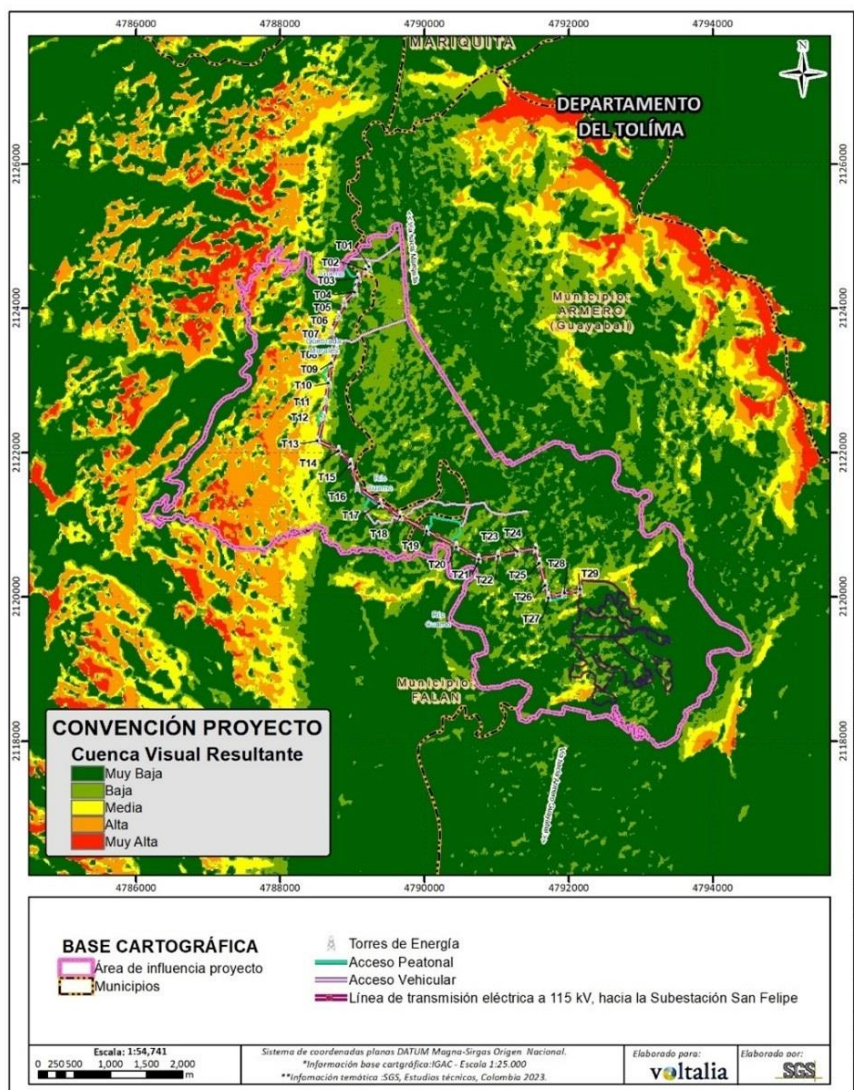 4786000 4788000 4790000 4792000 4794000
MARIQUITA
N
DEPARTAMENTO
DEL TOLÍMA
2126000 2126000
T01
T02
T03
2124000 2124000
T04
T05
T06
Municipio:
ARMERO
(Guayabal)
T07
T08
T09
T10
T11
T12
2122000 2122000
T13
T14
T15
T16
Río
Cuamo
T17
T18
T19
T23
T24
T20
T21
T22
T25
T28
T29
T26
T27
2120000 2120000
Río
Cuamo
Municipio:
FALAN
2118000 2118000
CONVENCIÓN PROYECTO
Cuenca Visual Resultante
Muy Baja
Baja
Media
Alta
Muy Alta
4786000 4788000 4790000 4792000 4794000
BASE CARTOGRÁFICA
Área de influencia proyecto
Municipios
Torres de Energía
Acceso Peatonal
Acceso Vehicular
Línea de transmisión eléctrica a 115 kV, hacia la Subestación San Felipe
Escala: 1:54,741
0 250 500 1,000 1,500 2,000
m
Sistema de coordenadas planos DATUM Magna-Sirgas Origen Nacional.
*Información base cartográfica:IGAC - Escala 1:25.000
**Infomación temática :SGS, Estudios técnicos, Colombia 2023.
Elaborado para:
voltalia
Elaborado por:
SGS